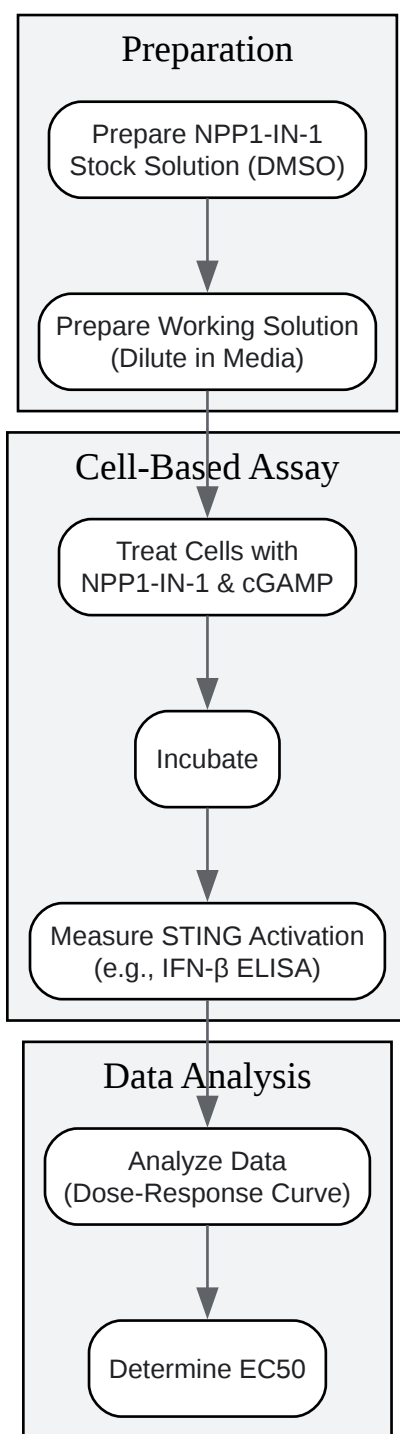 Preparation
Prepare NPP1-IN-1
Stock Solution (DMSO)
Prepare Working Solution
(Dilute in Media)
Cell-Based Assay
Treat Cells with
NPP1-IN-1 & cGAMP
Incubate
Measure STING Activation
(e.g., IFN-β ELISA)
Data Analysis
Analyze Data
(Dose-Response Curve)
Determine EC50